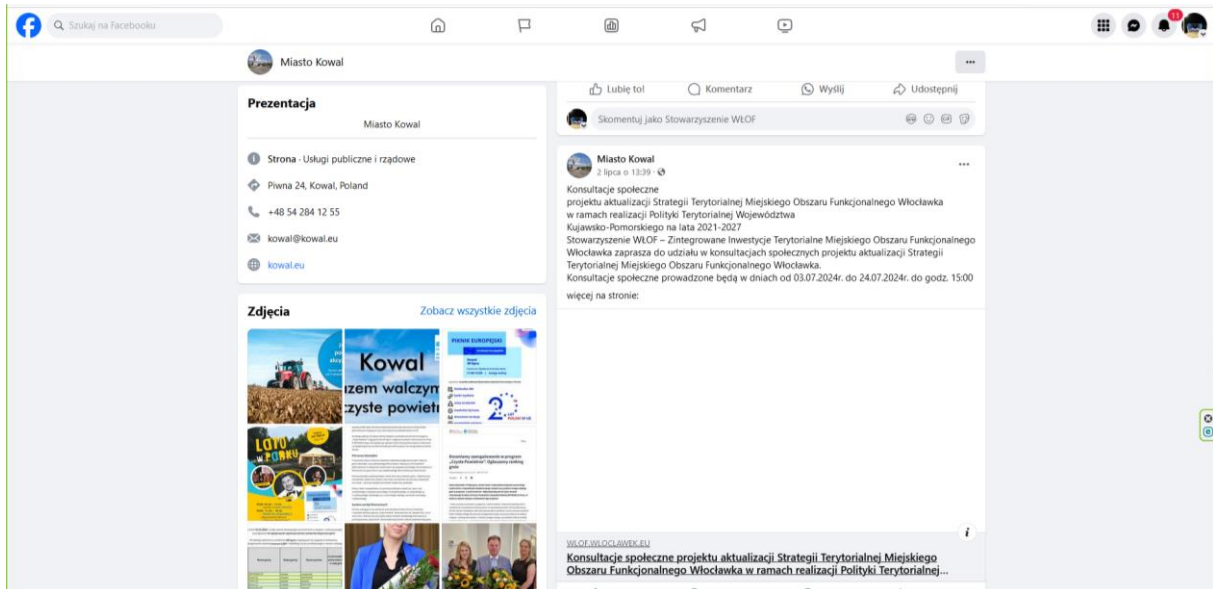 Szukaj na Facebooku
11
Miasto Kowal
Prezentacja
Miasto Kowal
Strona · Usługi publiczne i rządowe
Piwna 24, Kowal, Poland
+48 54 284 12 55
kowal@kowal.eu
kowal.eu
Zdjęcia
Zobacz wszystkie zdjęcia
Kowal
azem walczym
PIKNIK EUROPEJSKI
LATO
W PARKU
Lubię to!
Komentarz
Wyślij
Udostępnij
Skomentuj jako Stowarzyszenie WŁOF
Miasto Kowal
2 lipca o 13:39 ·
Konsultacje społeczne
projektu aktualizacji Strategii Terytorialnej Miejskiego Obszaru Funkcjonalnego Włocławka
w ramach realizacji Polityki Terytorialnej Województwa
Kujawsko-Pomorskiego na lata 2021-2027
Stowarzyszenie WŁOF – Zintegrowane Inwestycje Terytorialne Miejskiego Obszaru Funkcjonalnego
Włocławka zaprasza do udziału w konsultacjach społecznych projektu aktualizacji Strategii
Terytorialnej Miejskiego Obszaru Funkcjonalnego Włocławka.
Konsultacje społeczne prowadzone będą w dniach od 03.07.2024r. do 24.07.2024r. do godz. 15:00
więcej na stronie:
WLOF.WLOCLAWEK.EU
Konsultacje społeczne projektu aktualizacji Strategii Terytorialnej Miejskiego
Obszaru Funkcjonalnego Włocławka w ramach realizacji Polityki Terytorialnej...